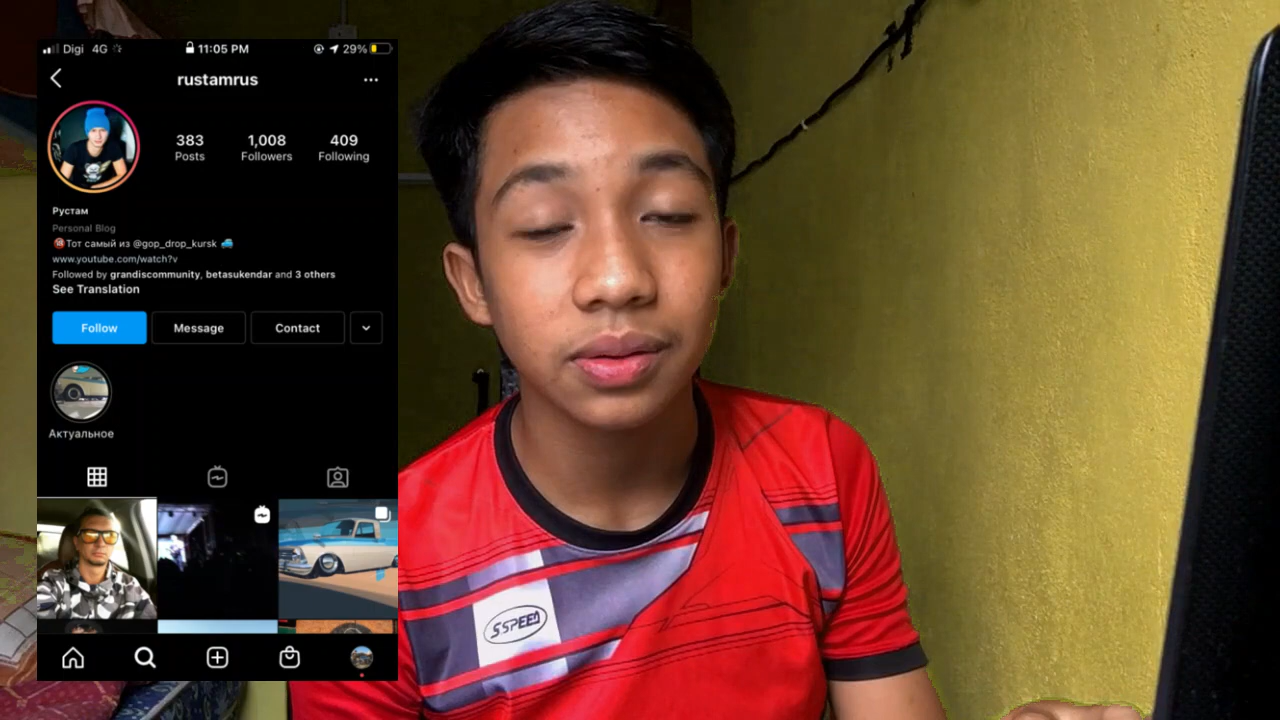 Digi 4G 11:05 PM 29%
rustamrus
383 1,008 409
Posts Followers Following
Рустам
Personal Blog
Тот самый из @gop_drop_kursk
www.youtube.com/watch?v
Followed by grandiscommunity, betasukendar and 3 others
See Translation
Follow Message Contact
Актуальное
SSPEED